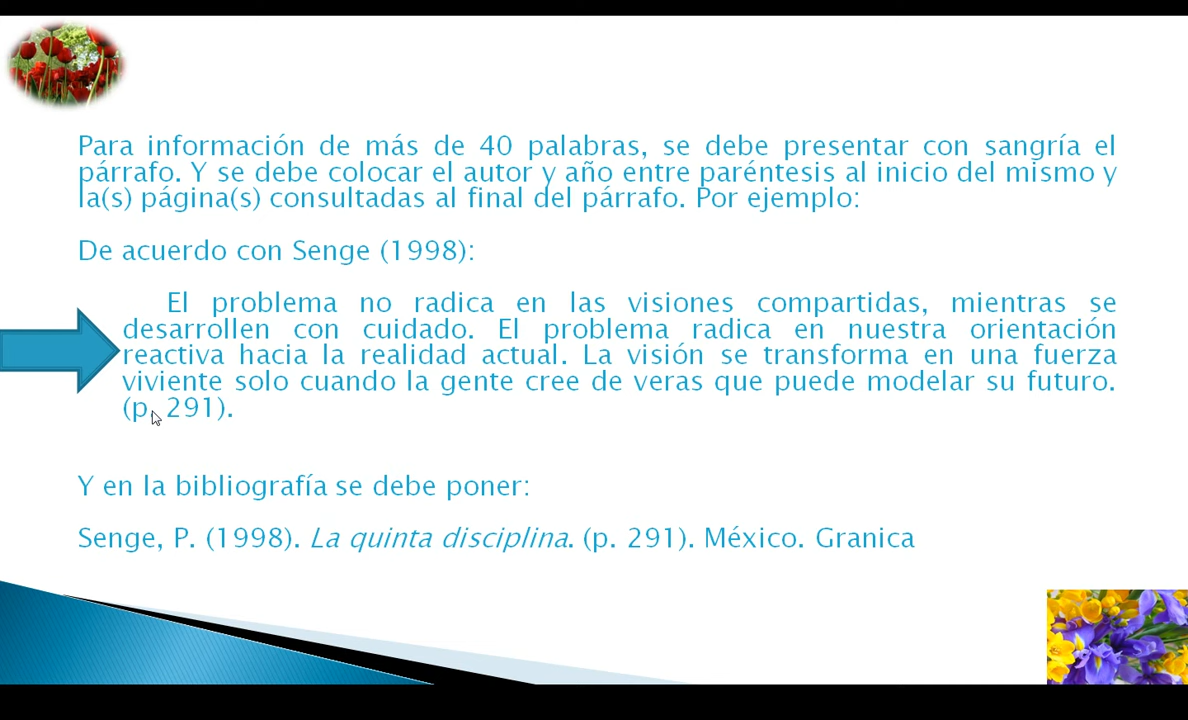 Para información de más de 40 palabras, se debe presentar con sangría el
párrafo. Y se debe colocar el autor y año entre paréntesis al inicio del mismo y
la(s) página(s) consultadas al final del párrafo. Por ejemplo:
De acuerdo con Senge (1998):
El problema no radica en las visiones compartidas, mientras se
desarrollen con cuidado. El problema radica en nuestra orientación
reactiva hacia la realidad actual. La visión se transforma en una fuerza
viviente solo cuando la gente cree de veras que puede modelar su futuro.
(p. 291).
Y en la bibliografía se debe poner:
Senge, P. (1998). La quinta disciplina. (p. 291). México. Granica